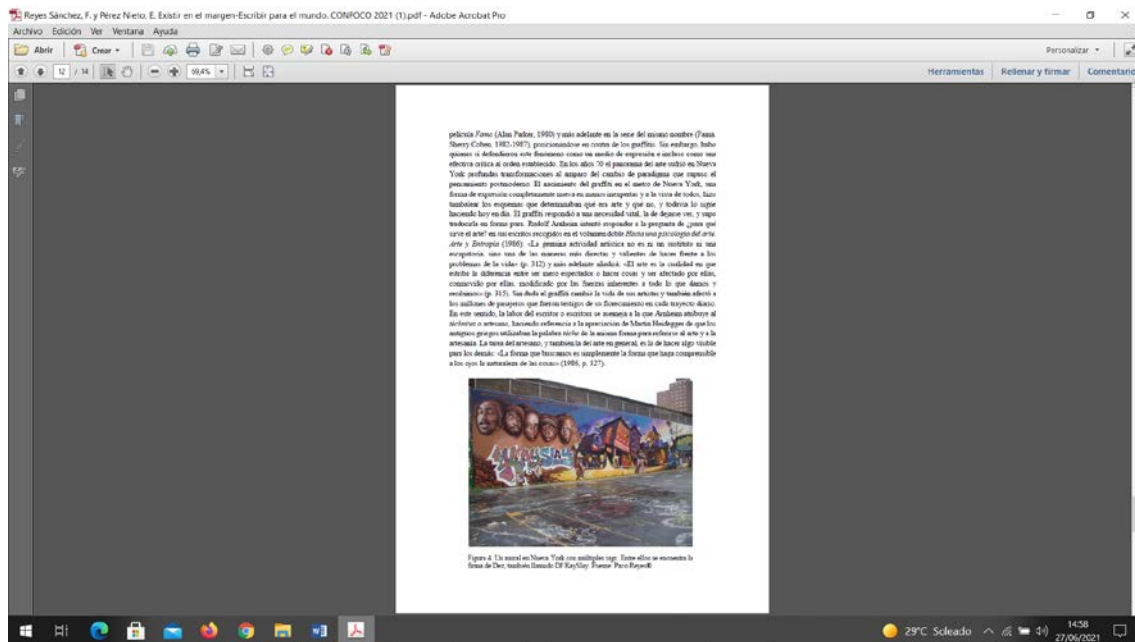 Reyes Sánchez, F. y Pérez Nieto, E. Existir en el margen-Escribir para el mundo. CONFOCO 2021 (1).pdf - Adobe Acrobat Pro
Archivo Edición Ver Ventana Ayuda
Abrir Crear
Personalizar
12 / 14 69,4%
Herramientas Rellenar y firmar Comentario
película Fama (Alan Parker, 1980) y más adelante en la serie del mismo nombre (Fama.
Sherry Coben, 1982-1987), posicionándose en contra de los graffitis. Sin embargo, hubo
quienes sí defendieron este fenómeno como un medio de expresión e incluso como una
efectiva crítica al orden establecido. En los años 70 el panorama del arte sufrió en Nueva
York profundas transformaciones al amparo del cambio de paradigma que supuso el
pensamiento postmoderno. El nacimiento del graffiti en el metro de Nueva York, una
forma de expresión completamente nueva en manos inexpertas y a la vista de todos, hizo
tambalear los esquemas que determinaban qué era arte y qué no, y todavía lo sigue
haciendo hoy en día. El graffiti respondió a una necesidad vital, la de dejarse ver, y supo
traducirla en forma pura. Rudolf Arnheim intentó responder a la pregunta de ¿para qué
sirve el arte? en sus escritos recogidos en el volumen doble Hacia una psicología del arte.
Arte y Entropía (1986): «La genuina actividad artística no es ni un sustituto ni una
escapatoria, sino una de las maneras más directas y valientes de hacer frente a los
problemas de la vida» (p. 312) y más adelante añadirá: «El arte es la cualidad en que
estriba la diferencia entre ser mero espectador o hacer cosas y ser afectado por ellas,
conmovido por ellas, modificado por las fuerzas inherentes a todo lo que damos y
recibimos» (p. 315). Sin duda el graffiti cambió la vida de sus artistas y también afectó a
los millones de pasajeros que fueron testigos de su florecimiento en cada trayecto diario.
En este sentido, la labor del escritor o escritora se asemeja a la que Arnheim atribuye al
o artesano, haciendo referencia a la apreciación de Martin Heidegger de que los
antiguos griegos utilizaban la palabra de la misma forma para referirse al arte y a la
artesanía. La tarea del artesano, y también la del arte en general, es la de hacer algo visible
para los demás: «La forma que buscamos es simplemente la forma que haga comprensible
a los ojos la naturaleza de las cosas» (1986, p. 327).
KAYSLAY
Figura 4. Un mural en Nueva York con múltiples tags. Entre ellos se encuentra la
firma de Dez, también llamado DJ KaySlay. Fuente: Paco Reyes®
29°C Soleado
14:58
27/06/2021